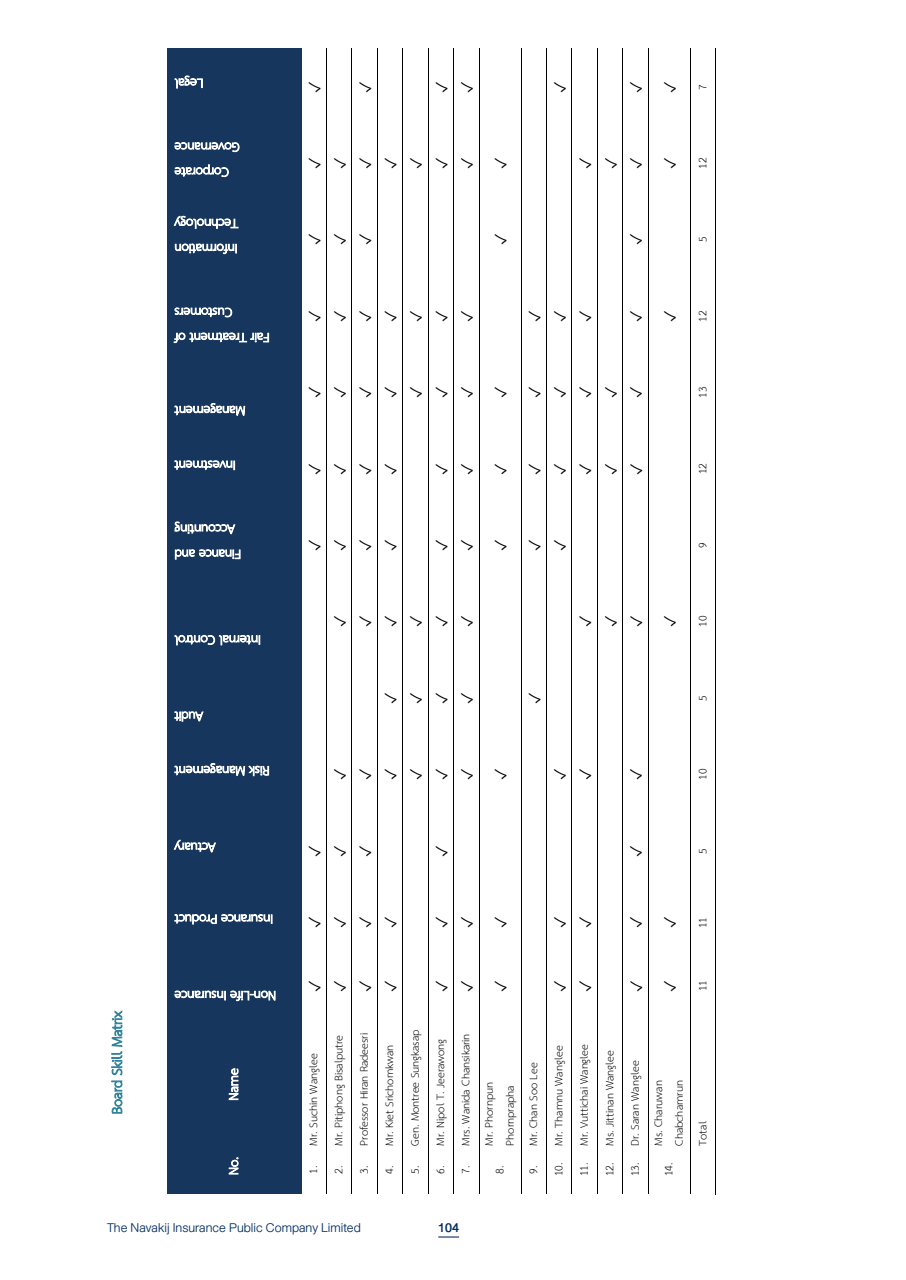 Board Skill Matrix
No.
Name
Non-Life Insurance
Insurance Product
Actuary
Risk Management
Audit
Internal Control
Finance and
Accounting
Investment
Management
Fair Treatment of
Customers
Information
Technology
Corporate
Governance
Legal
1. Mr. Suchin Wanglee ✓ ✓ ✓ ✓ ✓ ✓ ✓ ✓ ✓ ✓
2. Mr. Pitiphong Bisalputre ✓ ✓ ✓ ✓ ✓ ✓ ✓ ✓ ✓ ✓ ✓
3. Professor Hiran Radeesri ✓ ✓ ✓ ✓ ✓ ✓ ✓ ✓ ✓ ✓ ✓ ✓
4. Mr. Kiet Srichomkwan ✓ ✓ ✓ ✓ ✓ ✓ ✓ ✓ ✓ ✓
5. Gen. Montree Sungkasap ✓ ✓ ✓ ✓ ✓ ✓
6. Mr. Nipol T. Jeerawong ✓ ✓ ✓ ✓ ✓ ✓ ✓ ✓ ✓ ✓ ✓ ✓
7. Mrs. Wanida Chansikarin ✓ ✓ ✓ ✓ ✓ ✓ ✓ ✓ ✓ ✓ ✓
8. Mr. Phornpun
Phornprapha ✓ ✓ ✓ ✓ ✓ ✓ ✓ ✓
9. Mr. Chan Soo Lee ✓ ✓ ✓ ✓ ✓
10. Mr. Thamnu Wanglee ✓ ✓ ✓ ✓ ✓ ✓ ✓ ✓
11. Mr. Vuttichai Wanglee ✓ ✓ ✓ ✓ ✓ ✓ ✓ ✓
12. Ms. Jittinan Wanglee ✓ ✓ ✓ ✓
13. Dr. Saran Wanglee ✓ ✓ ✓ ✓ ✓ ✓ ✓ ✓ ✓ ✓ ✓
14. Ms. Charuwan
Chabchamrun ✓ ✓ ✓ ✓ ✓ ✓
Total 11 11 5 10 5 10 9 12 13 12 5 12 7
The Navakij Insurance Public Company Limited 104